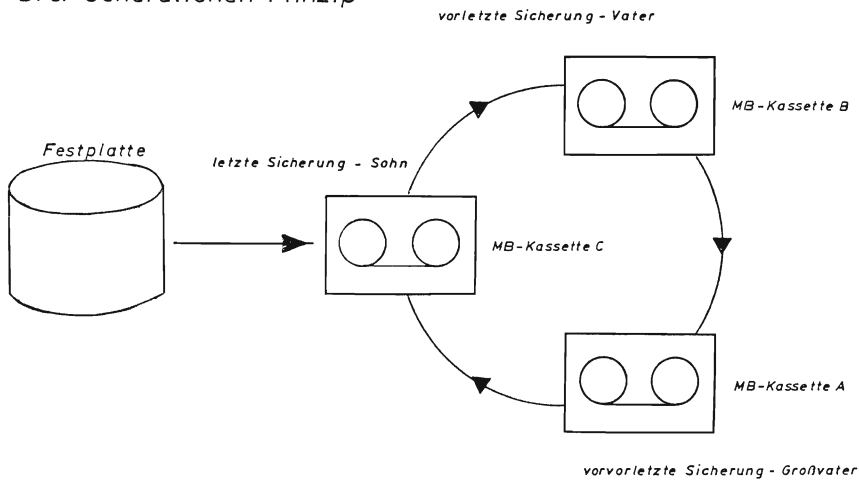 vorletzte Sicherung - Vater
MB-Kassette B
Festplatte
letzte Sicherung - Sohn
MB-Kassette C
MB-Kassette A
vorvorletzte Sicherung - Großvater